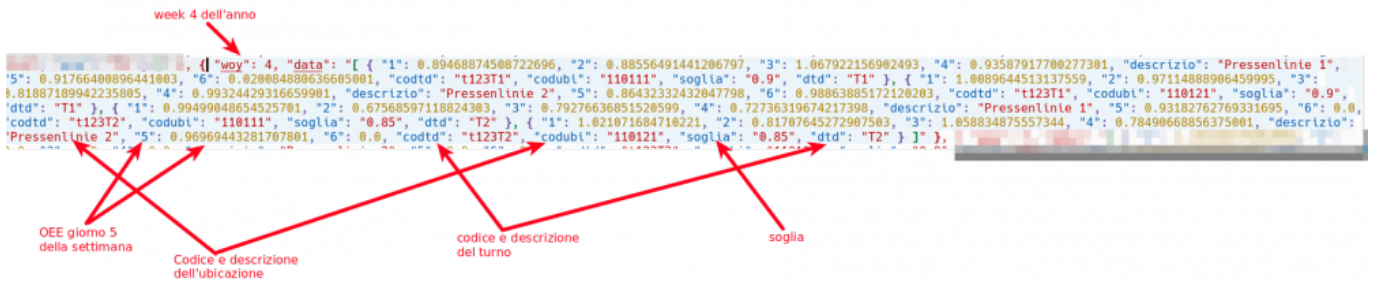 week 4 dell'anno
, { "woy": 4, "data": "[ { "1": 0.89468874508722696, "2": 0.88556491441206797, "3": 1.067922156902493, "4": 0.93587917700277301, "descrizio": "Pressenlinie 1",
"5": 0.91766400896441003, "6": 0.020084880636605001, "codtd": "t123T1", "codubi": "110111", "soglia": "0.9", "dtd": "T1" }, { "1": 1.0089644513137559, "2": 0.97114888906459995, "3":
0.81887189942235805, "4": 0.99324429316659901, "descrizio": "Pressenlinie 2", "5": 0.86432332432047798, "6": 0.98863885172120203, "codtd": "t123T1", "codubi": "110121", "soglia": "0.9",
"dtd": "T1" }, { "1": 0.99499048654525701, "2": 0.67568597118824303, "3": 0.79276636851520599, "4": 0.72736319674217398, "descrizio": "Pressenlinie 1", "5": 0.93182762769331695, "6": 0.0,
"codtd": "t123T2", "codubi": "110111", "soglia": "0.85", "dtd": "T2" }, { "1": 1.021071684710221, "2": 0.81707645272907503, "3": 1.058834875557344, "4": 0.78490668856375001, "descrizio":
"Pressenlinie 2", "5": 0.96969443281707801, "6": 0.0, "codtd": "t123T2", "codubi": "110121", "soglia": "0.85", "dtd": "T2" } ]" },
OEE giorno 5
della settimana
Codice e descrizione
dell'ubicazione
codice e descrizione
del turno
soglia